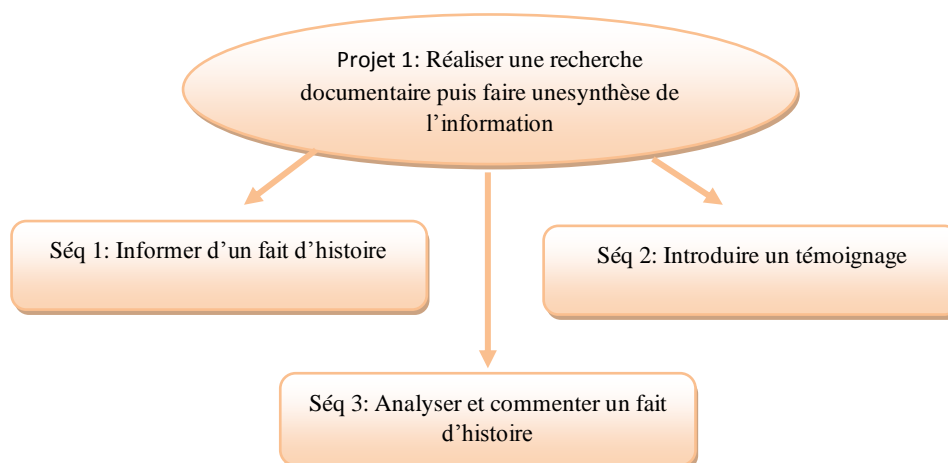 Projet 1: Réaliser une recherche
documentaire puis faire unesynthèse de
l’information
Séq 1: Informer d’un fait d’histoire
Séq 2: Introduire un témoignage
Séq 3: Analyser et commenter un fait
d’histoire